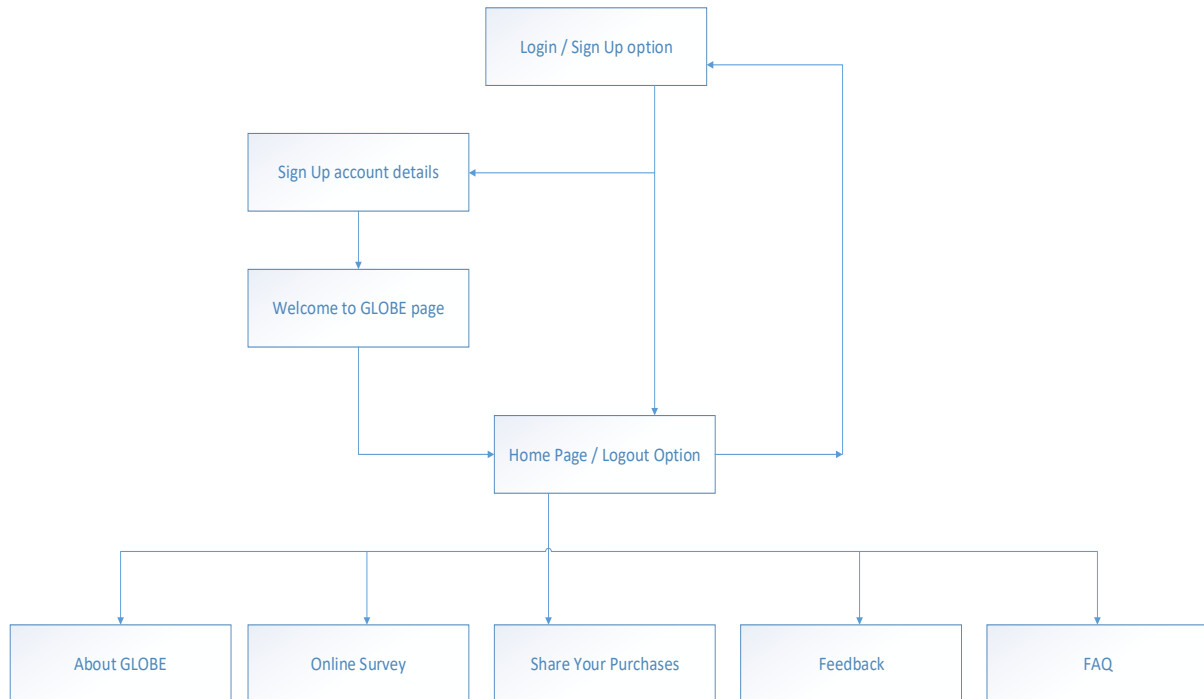 Login / Sign Up option
Sign Up account details
Welcome to GLOBE page
Home Page / Logout Option
About GLOBE
Online Survey
Share Your Purchases
Feedback
FAQ